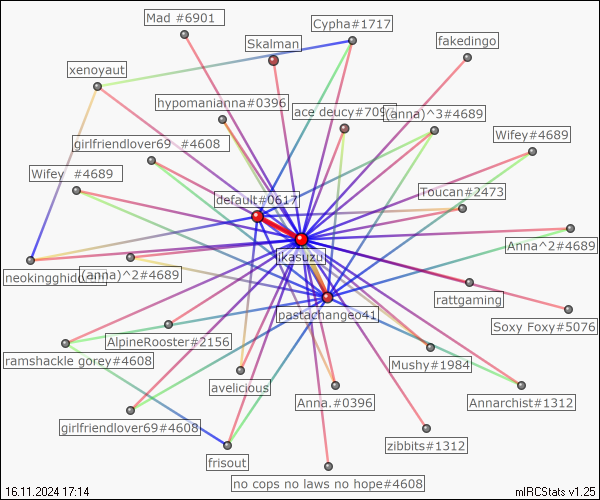 Mad #6901
Cypha#1717
Skalman
fakedingo
xenoyaut
hypomanianna#0396
ace deucy#709
(anna)^3#4689
girlfriendlover69 #4608
Wifey#4689
Wifey #4689
Toucan#2473
default#0617
Anna^2#4689
ikasuzu
(anna)^2#4689
rattgaming
pastachangeo41
Soxy Foxy#5076
AlpineRooster#2156
ramshackle gorey#4608
Mushy#1984
avelicious
Anna.#0396
Annarchist#1312
girlfriendlover69#4608
zibbits#1312
frisout
no cops no laws no hope#4608
16.11.2024 17:14
mIRCStats v1.25